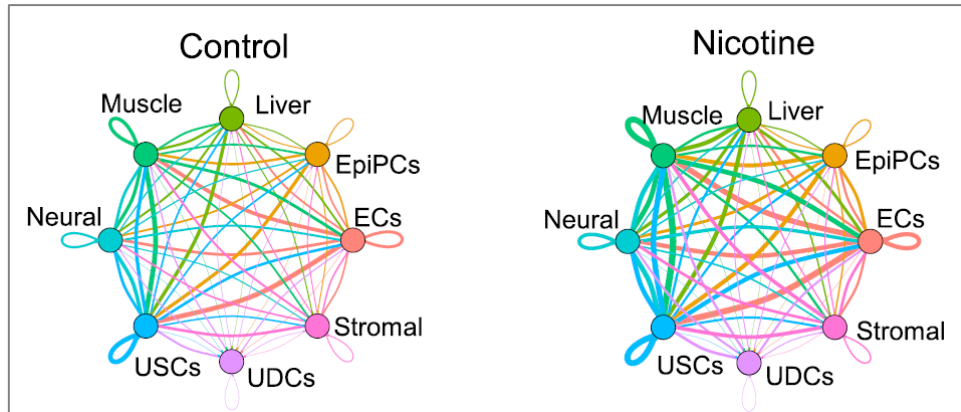 Control
Muscle
Liver
EpiPCs
Neural
ECs
USCs
Stromal
UDCs
Nicotine
Muscle
Liver
EpiPCs
Neural
ECs
USCs
Stromal
UDCs